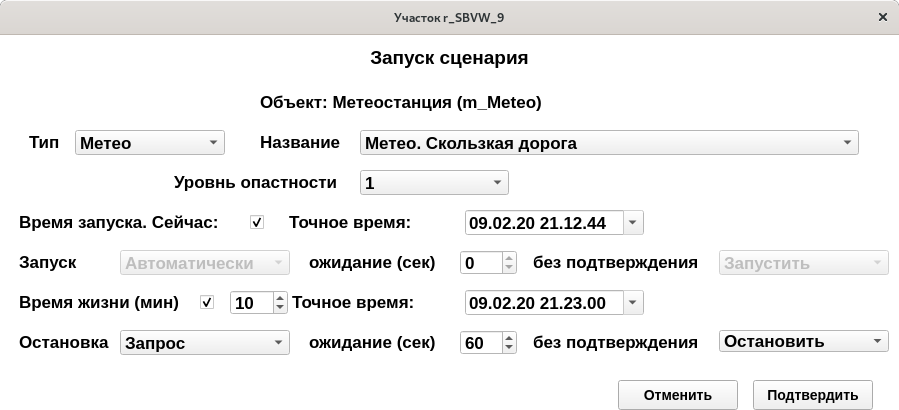 Участок r_SBVW_9
Запуск сценария
Объект: Метеостанция (m_Meteo)
Тип Метео Название Метео. Скользкая дорога
Уровнь опастности 1
Время запуска. Сейчас: Точное время: 09.02.20 21.12.44
Запуск Автоматически ожидание (сек) 0 без подтверждения Запустить
Время жизни (мин) 10 Точное время: 09.02.20 21.23.00
Остановка Запрос ожидание (сек) 60 без подтверждения Остановить
Отменить Подтвердить